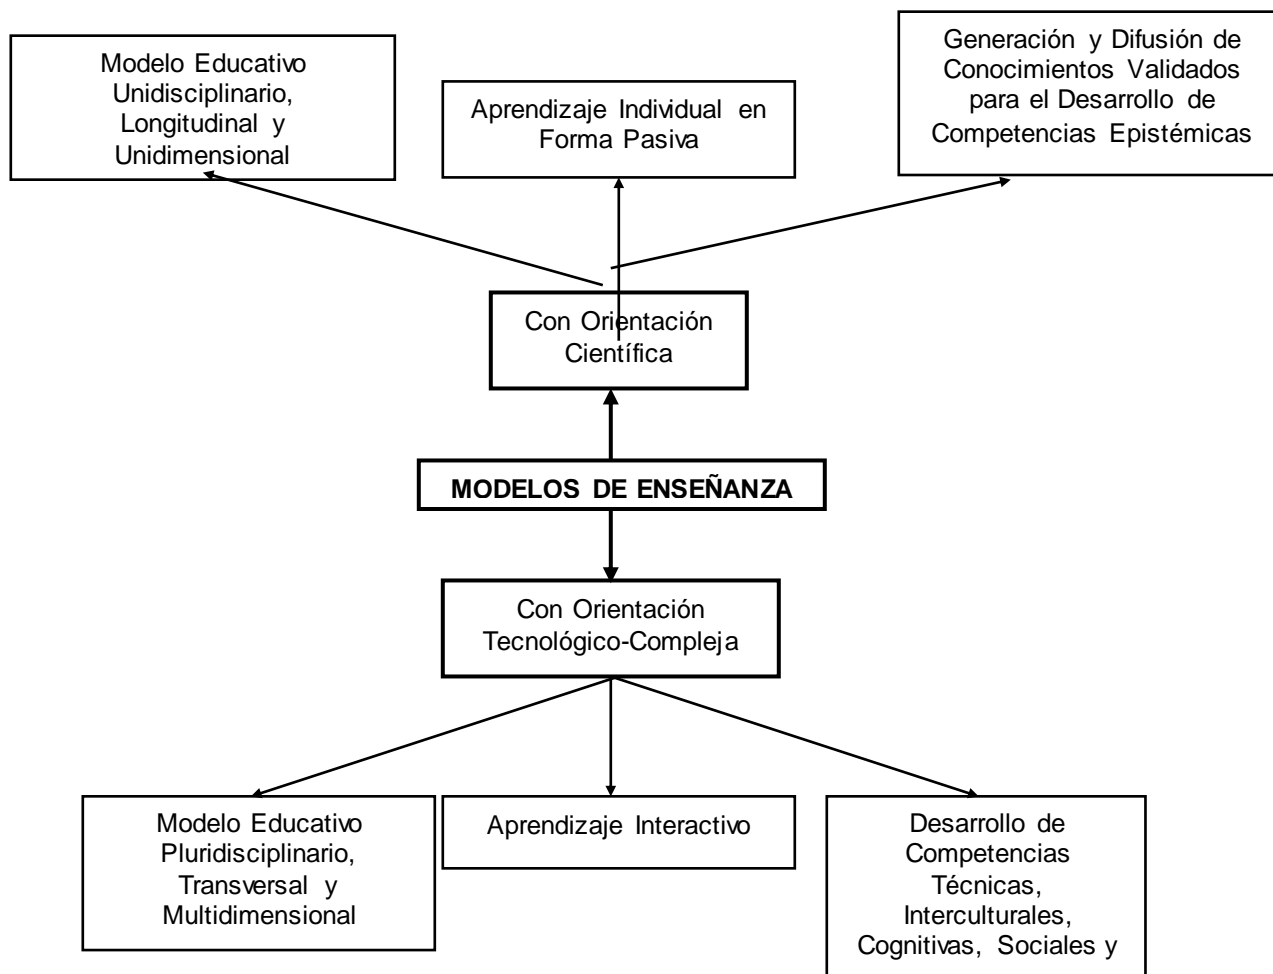 Modelo Educativo
Unidisciplinario,
Longitudinal y
Unidimensional
Aprendizaje Individual en
Forma Pasiva
Generación y Difusión de
Conocimientos Validados
para el Desarrollo de
Competencias Epistémicas
Con Orientación
Científica
MODELOS DE ENSEÑANZA
Con Orientación
Tecnológico-Compleja
Modelo Educativo
Pluridisciplinario,
Transversal y
Multidimensional
Aprendizaje Interactivo
Desarrollo de
Competencias
Técnicas,
Interculturales,
Cognitivas, Sociales y